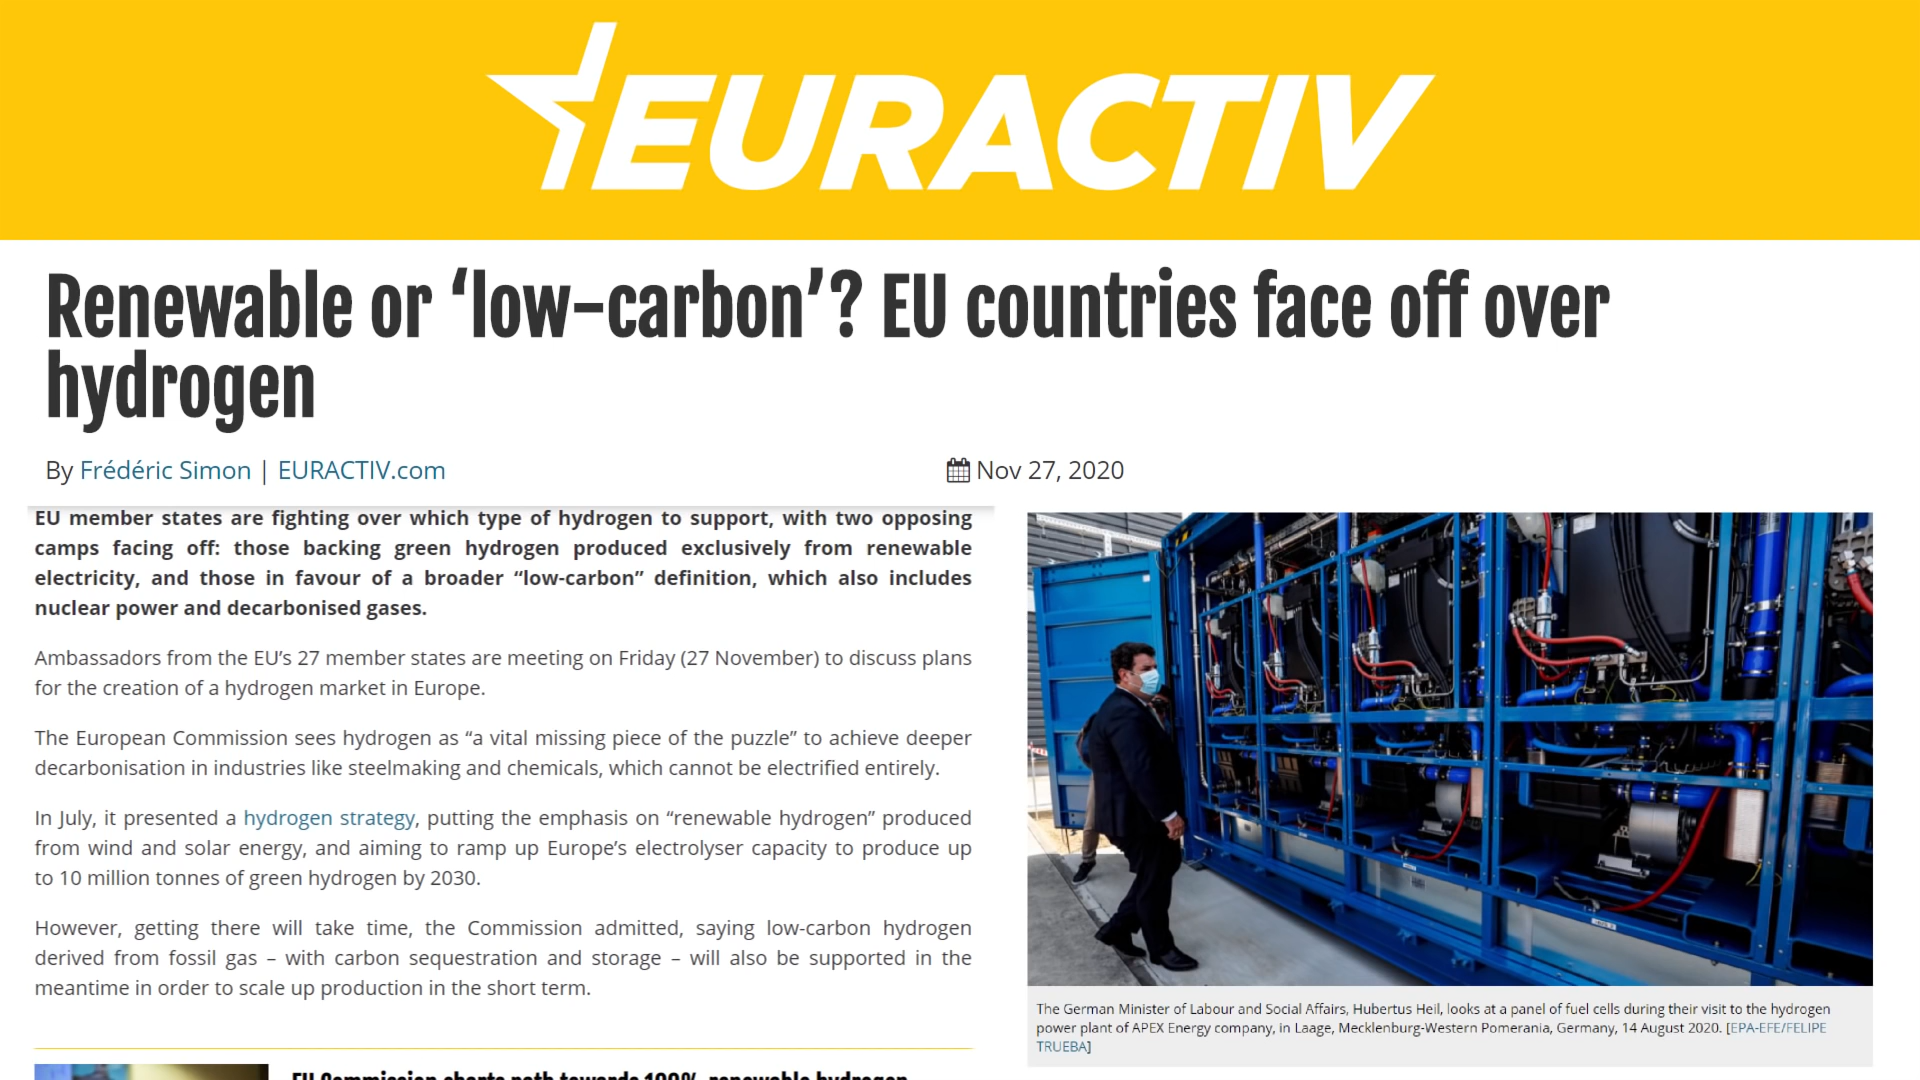 EURACTIV
Renewable or ‘low-carbon’? EU countries face off over
hydrogen
By Frédéric Simon | EURACTIV.com
Nov 27, 2020
EU member states are fighting over which type of hydrogen to support, with two opposing
camps facing off: those backing green hydrogen produced exclusively from renewable
electricity, and those in favour of a broader “low-carbon” definition, which also includes
nuclear power and decarbonised gases.
Ambassadors from the EU’s 27 member states are meeting on Friday (27 November) to discuss plans
for the creation of a hydrogen market in Europe.
The European Commission sees hydrogen as “a vital missing piece of the puzzle” to achieve deeper
decarbonisation in industries like steelmaking and chemicals, which cannot be electrified entirely.
In July, it presented a hydrogen strategy, putting the emphasis on “renewable hydrogen” produced
from wind and solar energy, and aiming to ramp up Europe’s electrolyser capacity to produce up
to 10 million tonnes of green hydrogen by 2030.
However, getting there will take time, the Commission admitted, saying low-carbon hydrogen
derived from fossil gas – with carbon sequestration and storage – will also be supported in the
meantime in order to scale up production in the short term.
The German Minister of Labour and Social Affairs, Hubertus Heil, looks at a panel of fuel cells during their visit to the hydrogen
power plant of APEX Energy company, in Laage, Mecklenburg-Western Pomerania, Germany, 14 August 2020. [EPA-EFE/FELIPE
TRUEBA]
EU Commission charts path towards 100% renewable hydrogen